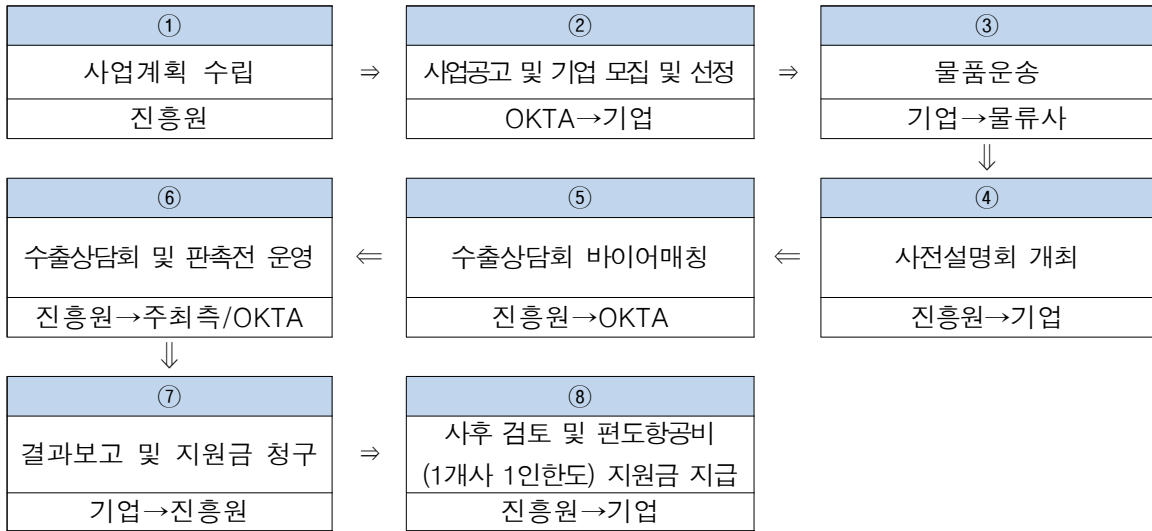 ①
사업계획 수립
진흥원
⇒
②
사업공고 및 기업 모집 및 선정
OKTA→기업
⇒
③
물품운송
기업→물류사
⇓
④
사전설명회 개최
진흥원→기업
⇐
⑤
수출상담회 바이어매칭
진흥원→OKTA
⇐
⑥
수출상담회 및 판촉전 운영
진흥원→주최측/OKTA
⇓
⑦
결과보고 및 지원금 청구
기업→진흥원
⇒
⑧
사후 검토 및 편도항공비
(1개사 1인한도) 지원금 지급
진흥원→기업